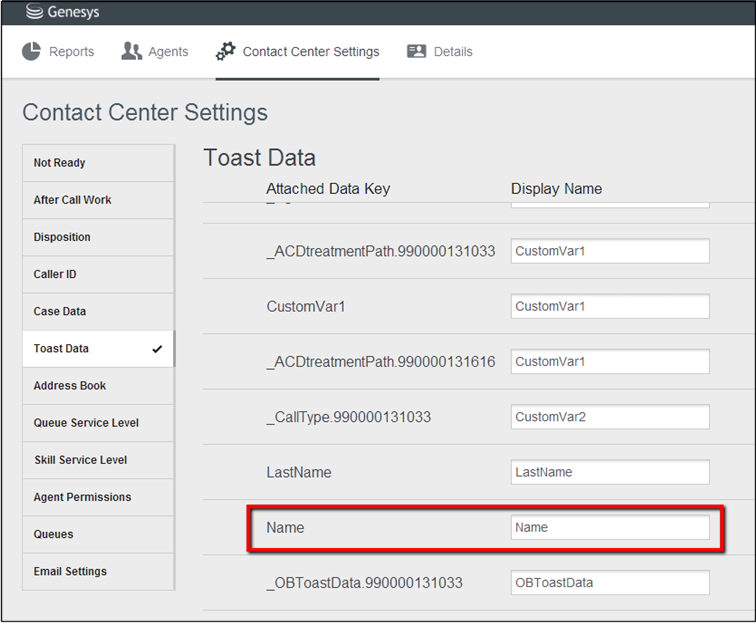 Genesys
Reports Agents Contact Center Settings Details
Contact Center Settings
Not Ready
After Call Work
Disposition
Caller ID
Case Data
Toast Data
Address Book
Queue Service Level
Skill Service Level
Agent Permissions
Queues
Email Settings
Toast Data
Attached Data Key Display Name
_ACDtreatmentPath.990000131033 CustomVar1
CustomVar1 CustomVar1
_ACDtreatmentPath.990000131616 CustomVar1
_CallType.990000131033 CustomVar2
LastName LastName
Name Name
_OBToastData.990000131033 OBToastData